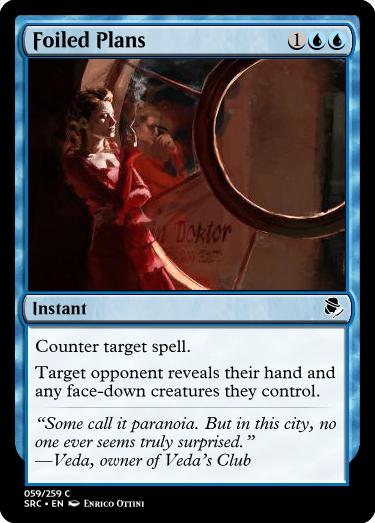 Foiled Plans 1
Instant
Counter target spell.
Target opponent reveals their hand and
any face-down creatures they control.
“Some call it paranoia. But in this city, no
one ever seems truly surprised.”
—Veda, owner of Veda's Club
059/259 C
SRC • EN Enrico Ottini
Doktor